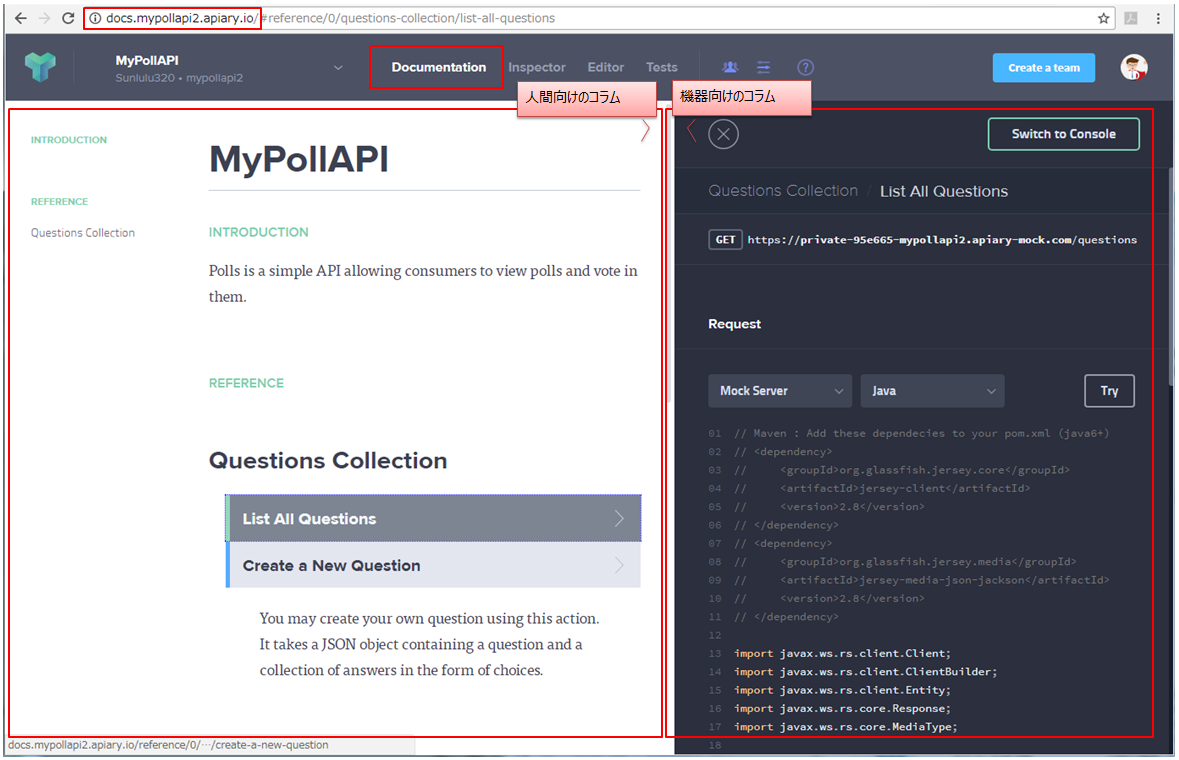 docs.mypollapi2.apiary.io/#reference/0/questions-collection/list-all-questions
MyPollAPI
Sunlulu320 • mypollapi2
Documentation
Inspector
Editor
Tests
?
Create a team
人間向けのコラム
機器向けのコラム
INTRODUCTION
REFERENCE
Questions Collection
MyPollAPI
INTRODUCTION
Polls is a simple API allowing consumers to view polls and vote in
them.
REFERENCE
Questions Collection
List All Questions
Create a New Question
You may create your own question using this action.
It takes a JSON object containing a question and a
collection of answers in the form of choices.
docs.mypollapi2.apiary.io/reference/0/···/create-a-new-question
Switch to Console
Questions Collection / List All Questions
GET https://private-95e665-mypollapi2.apiary-mock.com/questions
Request
Mock Server
Java
Try
01 // Maven : Add these dependecies to your pom.xml (java6+)
02 // <dependency>
03 //     <groupId>org.glassfish.jersey.core</groupId>
04 //     <artifactId>jersey-client</artifactId>
05 //     <version>2.8</version>
06 // </dependency>
07 // <dependency>
08 //     <groupId>org.glassfish.jersey.media</groupId>
09 //     <artifactId>jersey-media-json-jackson</artifactId>
10 //     <version>2.8</version>
11 // </dependency>
12
13 import javax.ws.rs.client.Client;
14 import javax.ws.rs.client.ClientBuilder;
15 import javax.ws.rs.client.Entity;
16 import javax.ws.rs.core.Response;
17 import javax.ws.rs.core.MediaType;
18